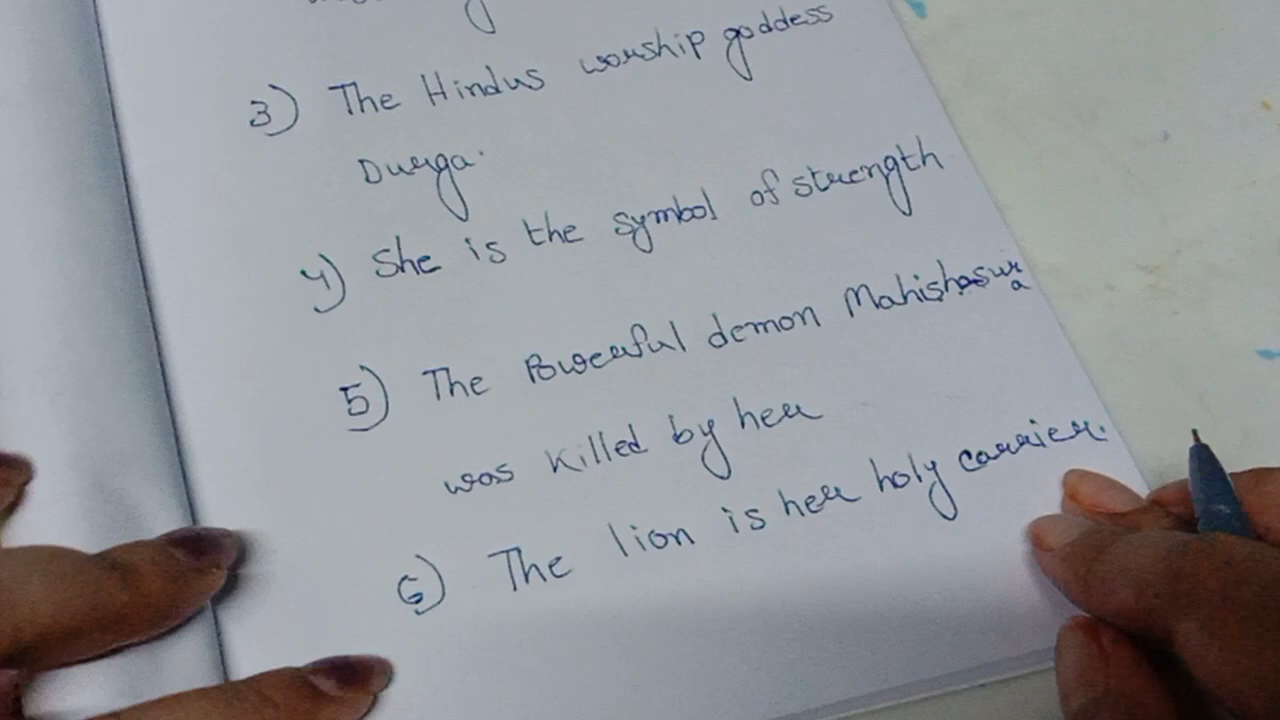 3) The Hindus worship goddess
Durga.
4) She is the symbol of strength
5) The Powerful demon Mahishasura
was killed by her
6) The lion is her holy carrier.